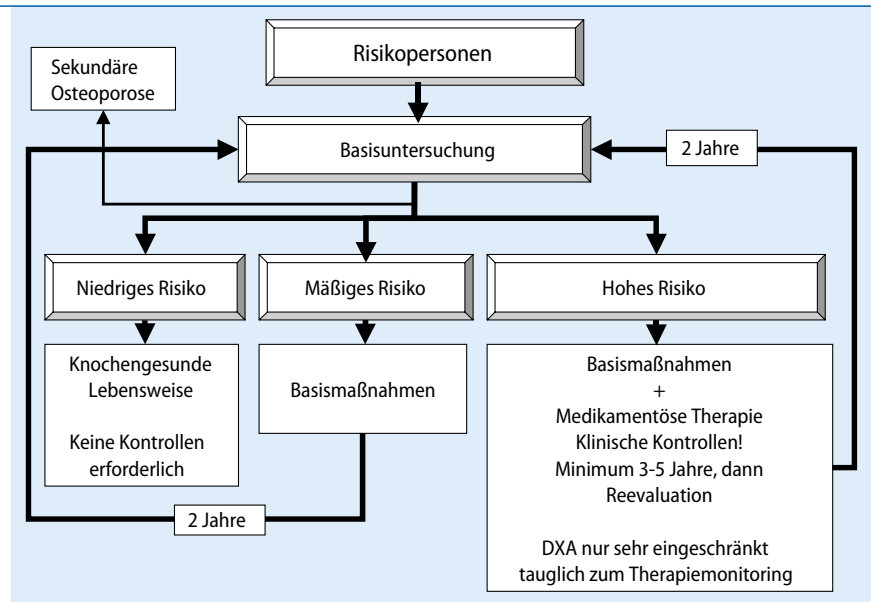 Risikopersonen
Sekundäre
Osteoporose
Basisuntersuchung
2 Jahre
Niedriges Risiko
Mäßiges Risiko
Hohes Risiko
Knochengesunde
Lebensweise
Keine Kontrollen
erforderlich
Basismaßnahmen
Basismaßnahmen
+
Medikamentöse Therapie
Klinische Kontrollen!
Minimum 3-5 Jahre, dann
Reevaluation
DXA nur sehr eingeschränkt
tauglich zum Therapiemonitoring
2 Jahre